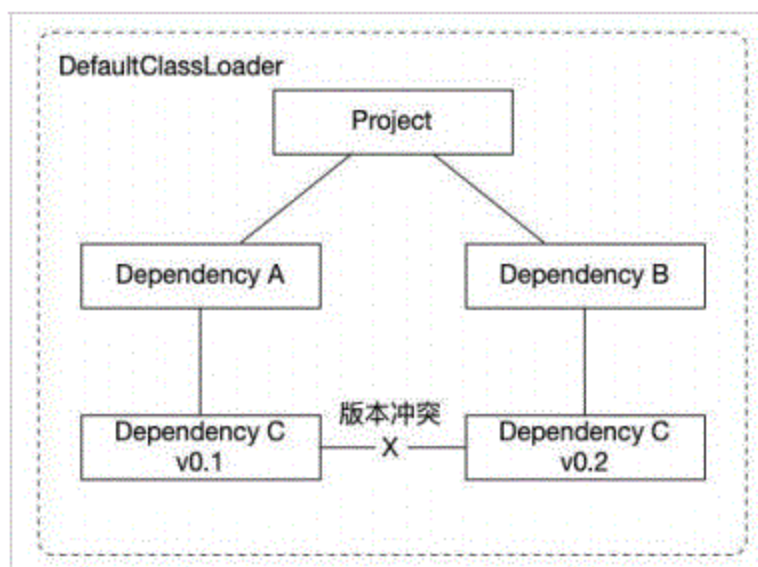 DefaultClassLoader
Project
Dependency A
Dependency B
版本冲突
Dependency C
v0.1
X
Dependency C
v0.2